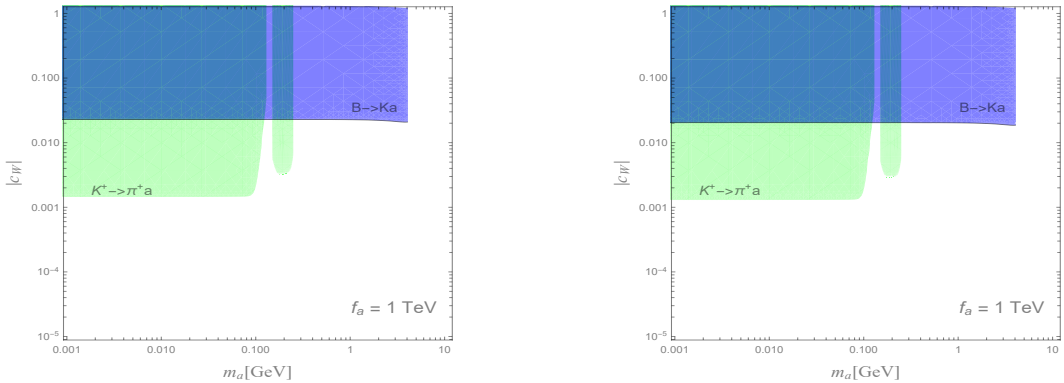 1
0.100
0.010
0.001
10⁻⁴
10⁻⁵
|c_W|
B->Ka
K⁺->π⁺a
f_a = 1 TeV
0.001 0.010 0.100 1 10
m_a[GeV]
1
0.100
0.010
0.001
10⁻⁴
10⁻⁵
|c_W|
B->Ka
K⁺->π⁺a
f_a = 1 TeV
0.001 0.010 0.100 1 10
m_a[GeV]